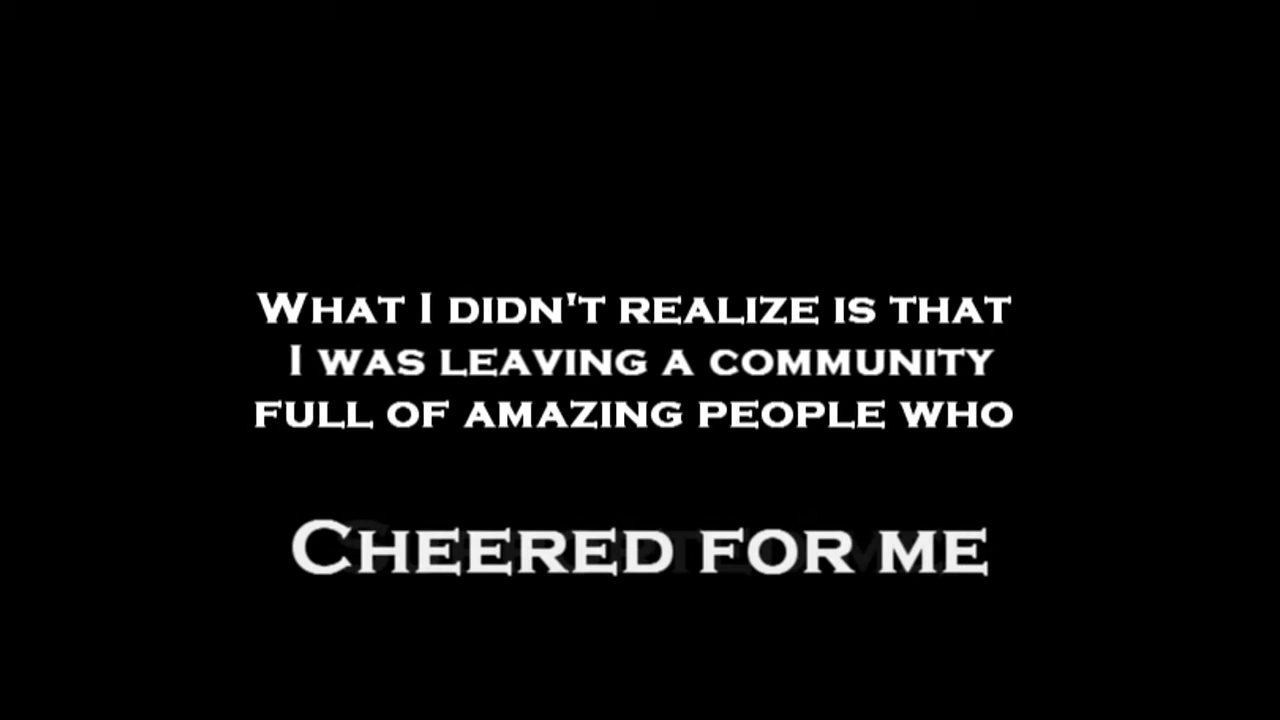 What I didn't realize is that
I was leaving a community
full of amazing people who
Cheered for me